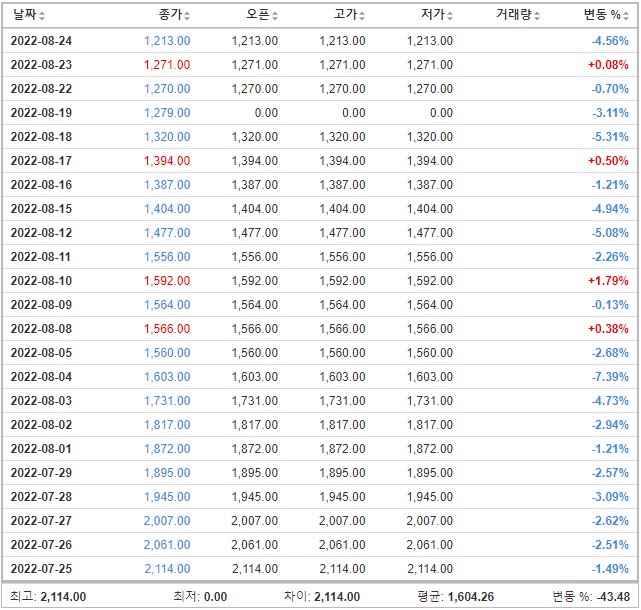 날짜 종가 오픈 고가 저가 거래량 변동 %
2022-08-24 1,213.00 1,213.00 1,213.00 1,213.00 -4.56%
2022-08-23 1,271.00 1,271.00 1,271.00 1,271.00 +0.08%
2022-08-22 1,270.00 1,270.00 1,270.00 1,270.00 -0.70%
2022-08-19 1,279.00 0.00 0.00 0.00 -3.11%
2022-08-18 1,320.00 1,320.00 1,320.00 1,320.00 -5.31%
2022-08-17 1,394.00 1,394.00 1,394.00 1,394.00 +0.50%
2022-08-16 1,387.00 1,387.00 1,387.00 1,387.00 -1.21%
2022-08-15 1,404.00 1,404.00 1,404.00 1,404.00 -4.94%
2022-08-12 1,477.00 1,477.00 1,477.00 1,477.00 -5.08%
2022-08-11 1,556.00 1,556.00 1,556.00 1,556.00 -2.26%
2022-08-10 1,592.00 1,592.00 1,592.00 1,592.00 +1.79%
2022-08-09 1,564.00 1,564.00 1,564.00 1,564.00 -0.13%
2022-08-08 1,566.00 1,566.00 1,566.00 1,566.00 +0.38%
2022-08-05 1,560.00 1,560.00 1,560.00 1,560.00 -2.68%
2022-08-04 1,603.00 1,603.00 1,603.00 1,603.00 -7.39%
2022-08-03 1,731.00 1,731.00 1,731.00 1,731.00 -4.73%
2022-08-02 1,817.00 1,817.00 1,817.00 1,817.00 -2.94%
2022-08-01 1,872.00 1,872.00 1,872.00 1,872.00 -1.21%
2022-07-29 1,895.00 1,895.00 1,895.00 1,895.00 -2.57%
2022-07-28 1,945.00 1,945.00 1,945.00 1,945.00 -3.09%
2022-07-27 2,007.00 2,007.00 2,007.00 2,007.00 -2.62%
2022-07-26 2,061.00 2,061.00 2,061.00 2,061.00 -2.51%
2022-07-25 2,114.00 2,114.00 2,114.00 2,114.00 -1.49%
최고: 2,114.00 최저: 0.00 차이: 2,114.00 평균: 1,604.26 변동 %: -43.48